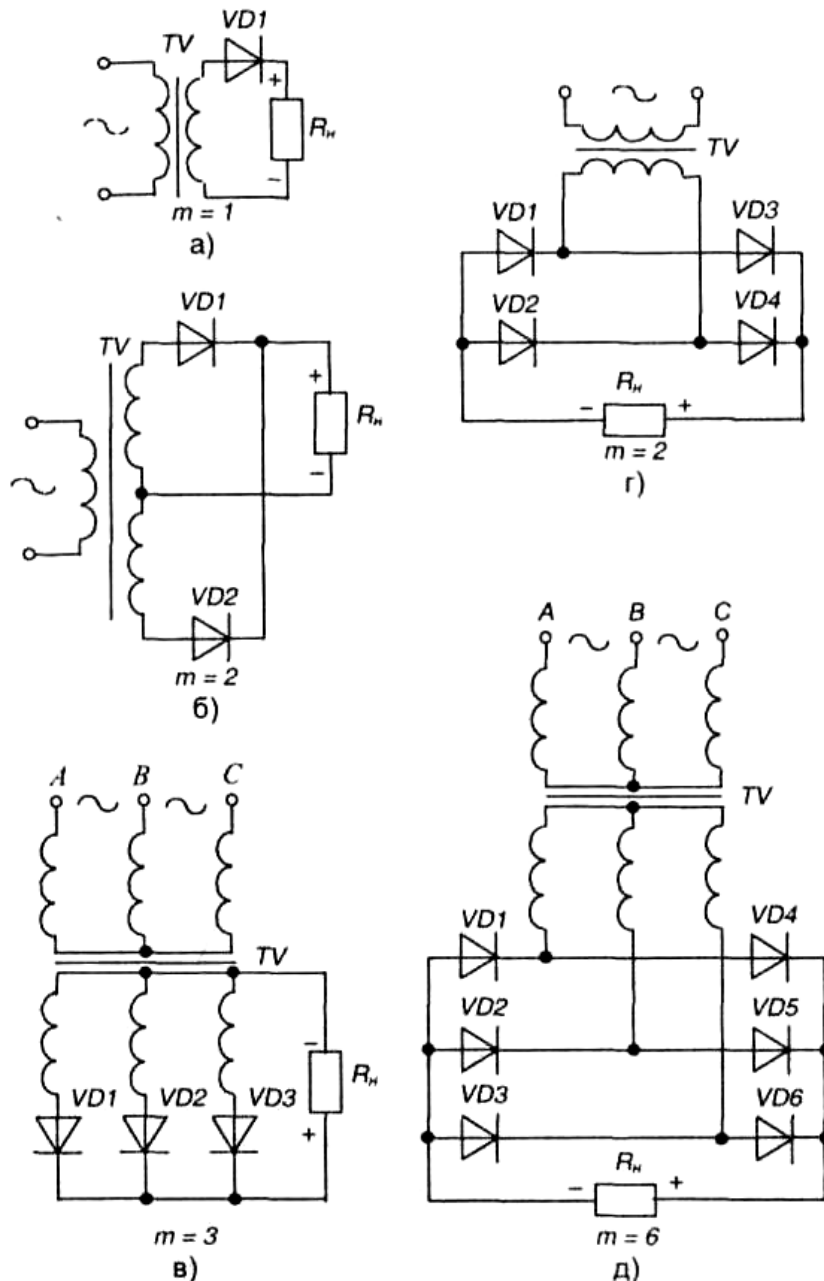 TV
VD1
+
Rн
−
m = 1
а)
VD1
TV
+
Rн
−
VD2
m = 2
б)
A B C
TV
−
VD1 VD2 VD3
Rн
+
m = 3
в)
TV
VD1 VD3
VD2 VD4
Rн
− +
m = 2
г)
A B C
TV
VD1 VD4
VD2 VD5
VD3 VD6
Rн
− +
m = 6
д)